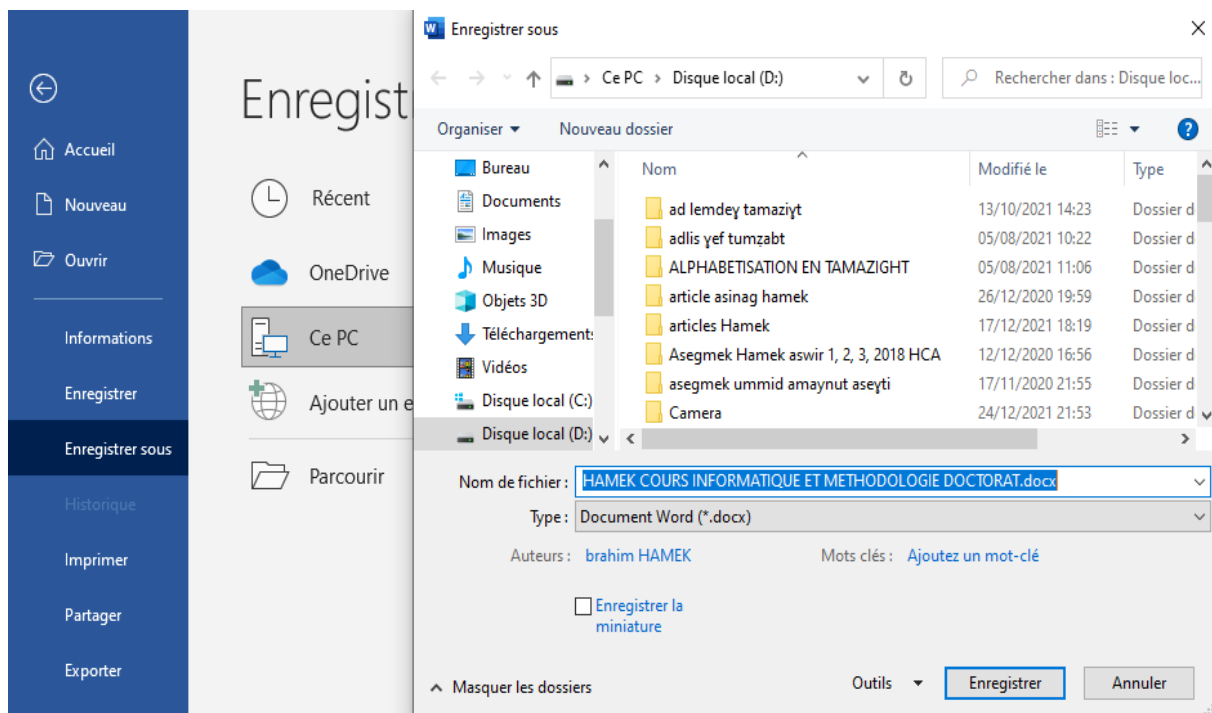 Accueil
Nouveau
Ouvrir
Informations
Enregistrer
Enregistrer sous
Historique
Imprimer
Partager
Exporter
Enregist
Récent
OneDrive
Ce PC
Ajouter un e
Parcourir
Enregistrer sous
Ce PC > Disque local (D:)
Rechercher dans : Disque loc...
Organiser
Nouveau dossier
Bureau
Documents
Images
Musique
Objets 3D
Téléchargements
Vidéos
Disque local (C:)
Disque local (D:)
Nom Modifié le Type
ad lemdeɣ tamaziɣt 13/10/2021 14:23 Dossier d
adlis ɣef tumẓabt 05/08/2021 10:22 Dossier d
ALPHABETISATION EN TAMAZIGHT 05/08/2021 11:06 Dossier d
article asinag hamek 26/12/2020 19:59 Dossier d
articles Hamek 17/12/2021 18:19 Dossier d
Asegmek Hamek aswir 1, 2, 3, 2018 HCA 12/12/2020 16:56 Dossier d
asegmek ummid amaynut aseɣti 17/11/2020 21:55 Dossier d
Camera 24/12/2021 21:53 Dossier d
Nom de fichier : HAMEK COURS INFORMATIQUE ET METHODOLOGIE DOCTORAT.docx
Type : Document Word (*.docx)
Auteurs : brahim HAMEK Mots clés : Ajoutez un mot-clé
Enregistrer la
miniature
Masquer les dossiers
Outils
Enregistrer
Annuler